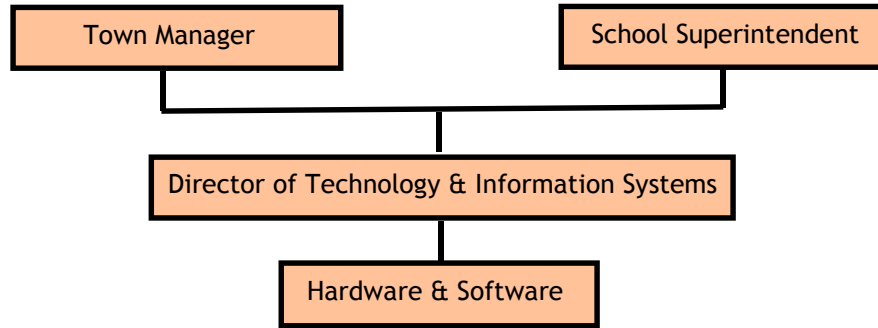 Town Manager
School Superintendent
Director of Technology & Information Systems
Hardware & Software